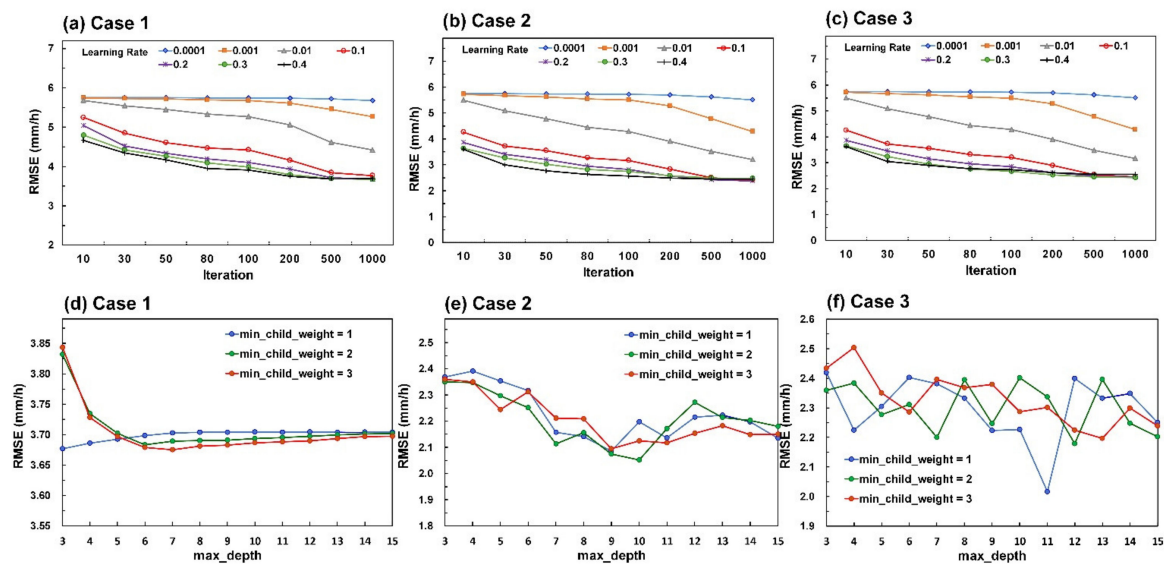 (a) Case 1
(b) Case 2
(c) Case 3
7
6
5
4
3
2
RMSE (mm/h)
Learning Rate 0.0001 0.001 0.01 0.1
0.2 0.3 0.4
10 30 50 80 100 200 500 1000
Iteration
7
6
5
4
3
2
1
0
RMSE (mm/h)
Learning Rate 0.0001 0.001 0.01 0.1
0.2 0.3 0.4
10 30 50 80 100 200 500 1000
Iteration
7
6
5
4
3
2
1
0
RMSE (mm/h)
Learning Rate 0.0001 0.001 0.01 0.1
0.2 0.3 0.4
10 30 50 80 100 200 500 1000
Iteration
(d) Case 1
3.85
3.80
3.75
3.70
3.65
3.60
3.55
RMSE (mm/h)
min_child_weight = 1
min_child_weight = 2
min_child_weight = 3
3 4 5 6 7 8 9 10 11 12 13 14 15
max_depth
(e) Case 2
2.5
2.4
2.3
2.2
2.1
2.0
1.9
1.8
RMSE (mm/h)
min_child_weight = 1
min_child_weight = 2
min_child_weight = 3
3 4 5 6 7 8 9 10 11 12 13 14 15
max_depth
(f) Case 3
2.6
2.5
2.4
2.3
2.2
2.1
2.0
1.9
RMSE (mm/h)
min_child_weight = 1
min_child_weight = 2
min_child_weight = 3
3 4 5 6 7 8 9 10 11 12 13 14 15
max_depth